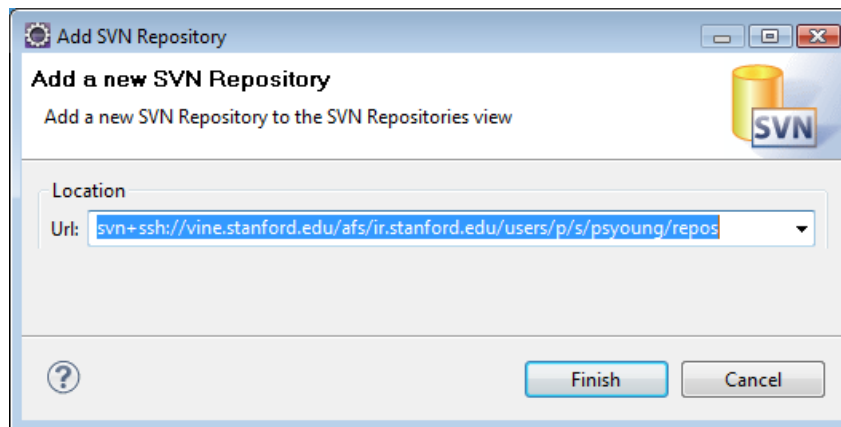 Add SVN Repository
Add a new SVN Repository
Add a new SVN Repository to the SVN Repositories view
SVN
Location
Url: svn+ssh://vine.stanford.edu/afs/ir.stanford.edu/users/p/s/psyoung/repos
?
Finish Cancel